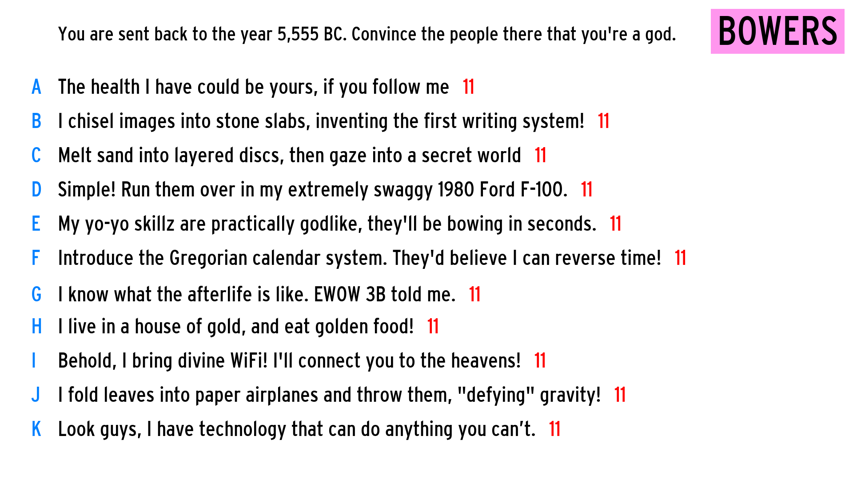 You are sent back to the year 5,555 BC. Convince the people there that you're a god.
BOWERS
A The health I have could be yours, if you follow me 11
B I chisel images into stone slabs, inventing the first writing system! 11
C Melt sand into layered discs, then gaze into a secret world 11
D Simple! Run them over in my extremely swaggy 1980 Ford F-100. 11
E My yo-yo skillz are practically godlike, they'll be bowing in seconds. 11
F Introduce the Gregorian calendar system. They'd believe I can reverse time! 11
G I know what the afterlife is like. EWOW 3B told me. 11
H I live in a house of gold, and eat golden food! 11
I Behold, I bring divine WiFi! I'll connect you to the heavens! 11
J I fold leaves into paper airplanes and throw them, "defying" gravity! 11
K Look guys, I have technology that can do anything you can’t. 11